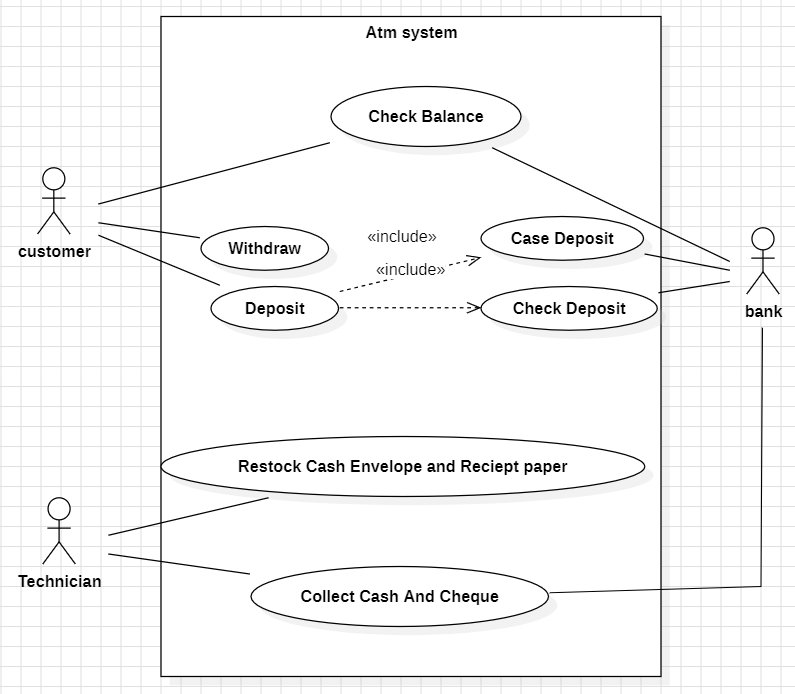 Atm system
Check Balance
customer
Withdraw
«include»
Case Deposit
«include»
Deposit
Check Deposit
bank
Restock Cash Envelope and Reciept paper
Technician
Collect Cash And Cheque